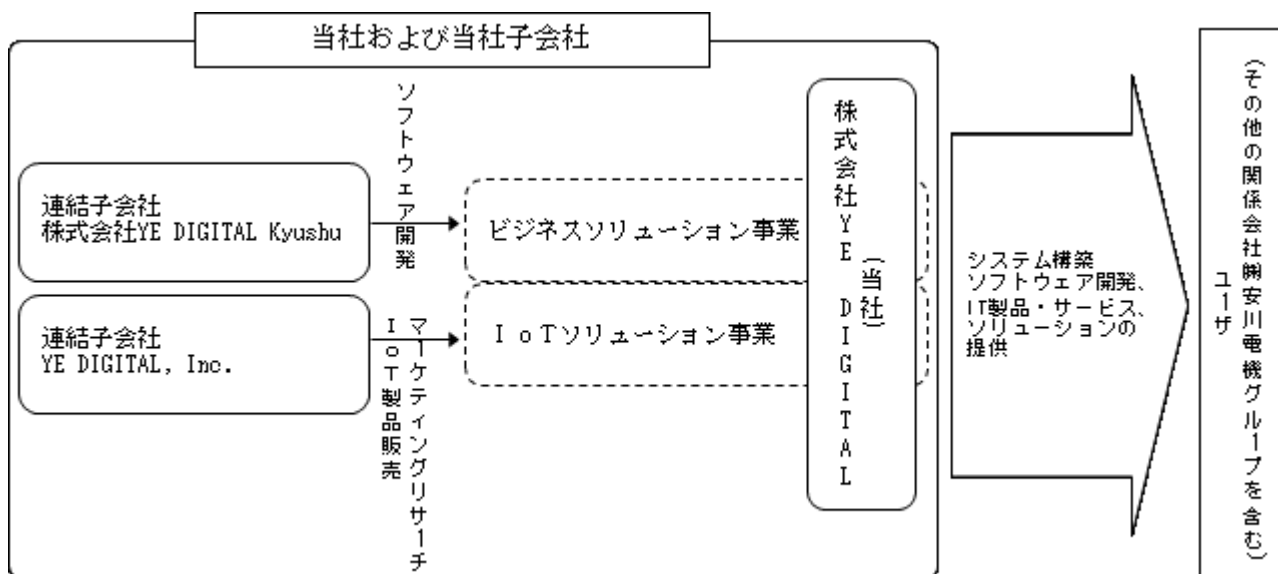 当社および当社子会社
ソフトウェア開発
連結子会社
株式会社YE DIGITAL Kyushu
ビジネスソリューション事業
連結子会社
YE DIGITAL, Inc.
マーケティングリサーチ
IoT製品販売
IoTソリューション事業
株式会社YE DIGITAL
(当社)
システム構築
ソフトウェア開発、
IT製品・サービス、
ソリューションの
提供
(その他の関係会社㈱安川電機グループを含む)
ユーザ